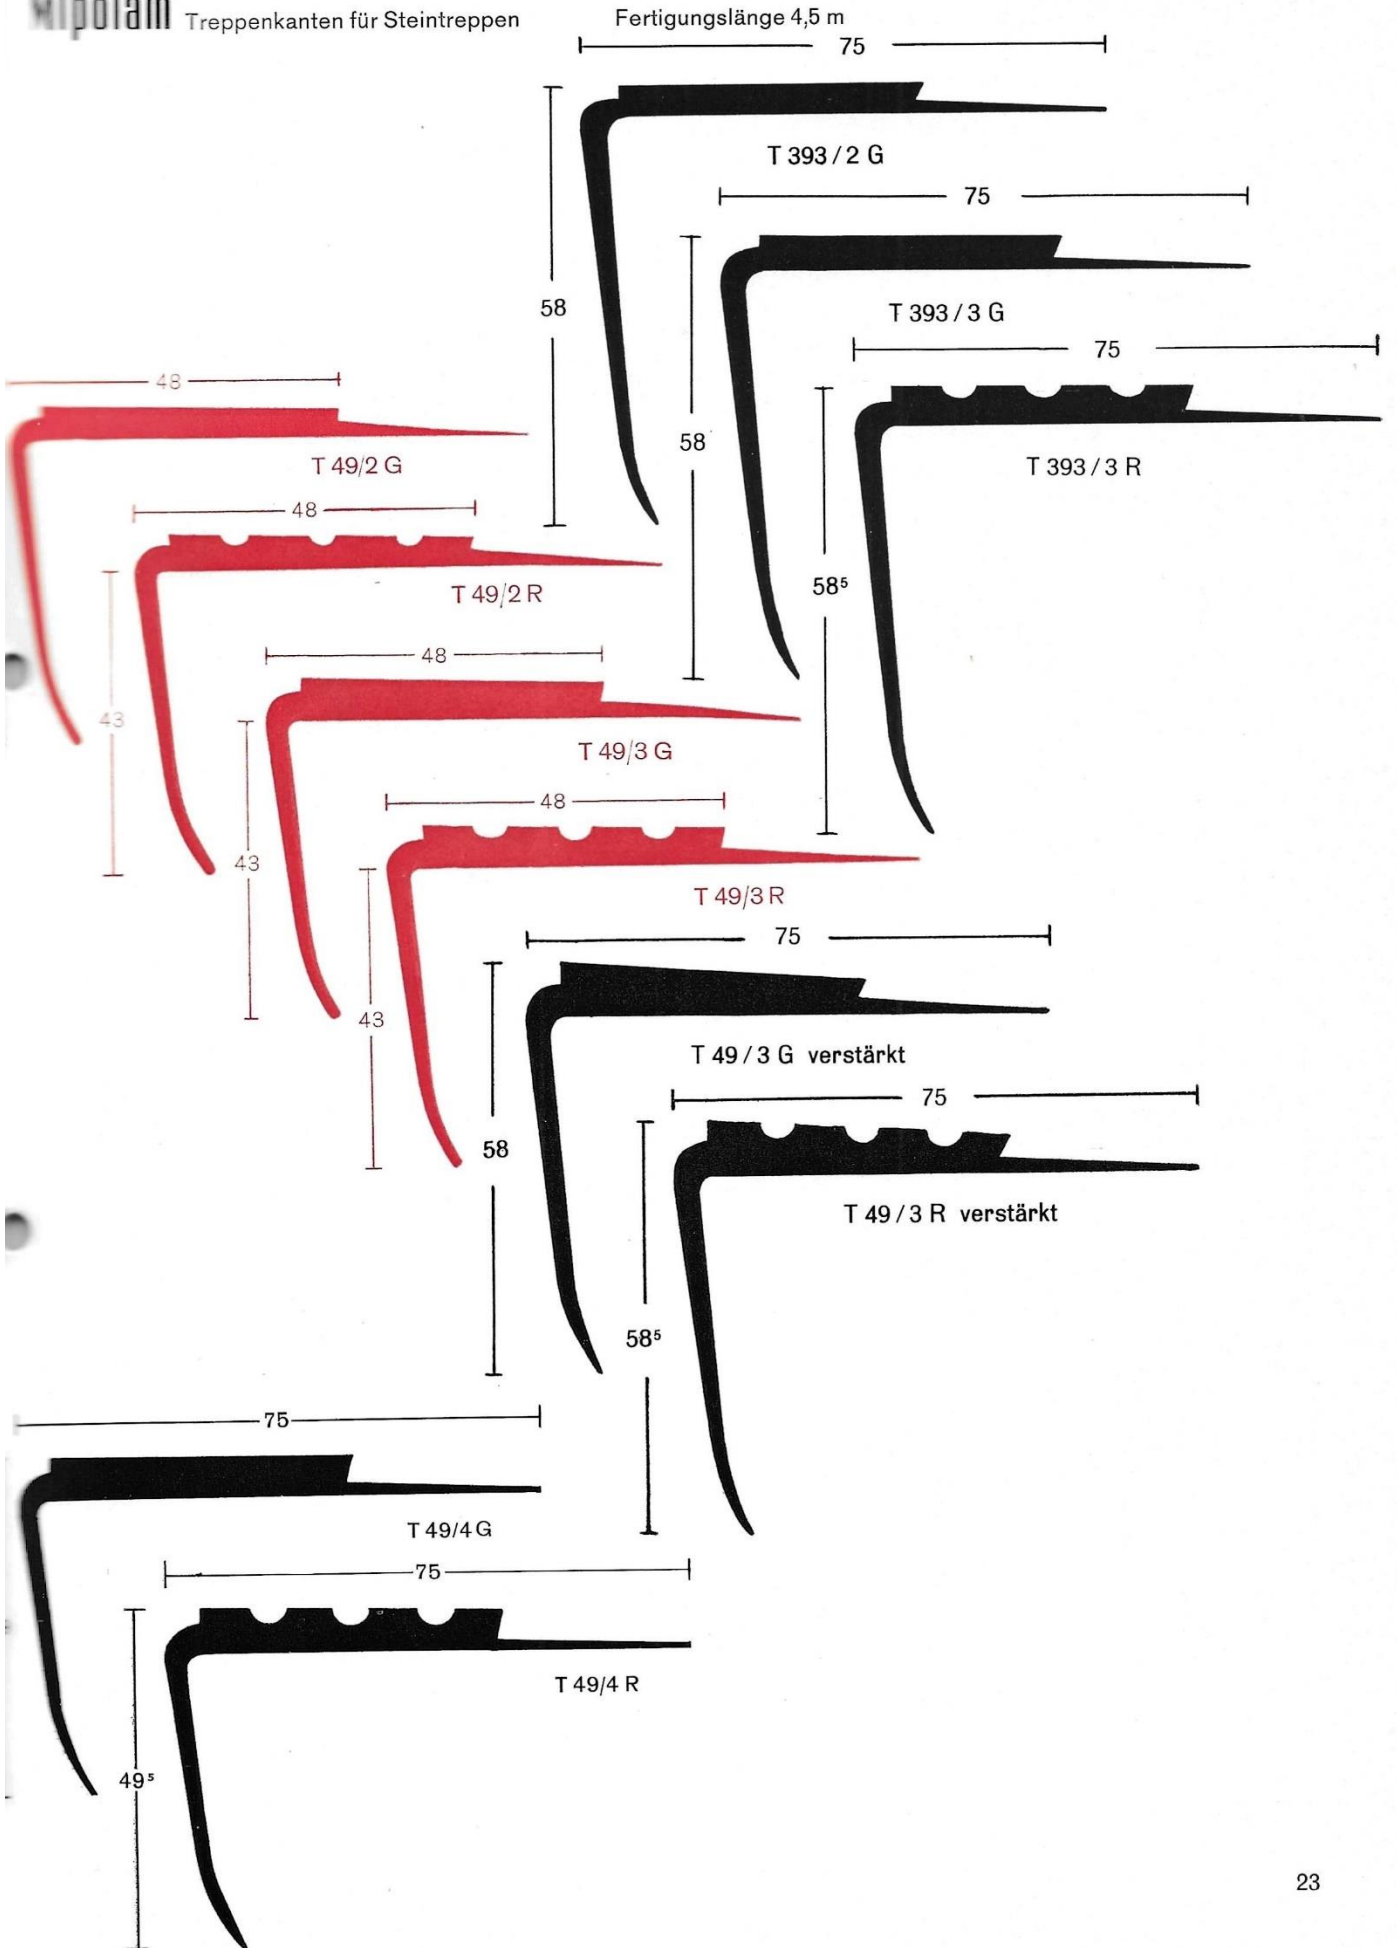 Mipolam Treppenkanten für Steintreppen Fertigungslänge 4,5 m
75
T 393/2 G
75
58
T 393/3 G
75
48
58
T 49/2 G
T 393/3 R
48
58⁵
T 49/2 R
48
43
T 49/3 G
48
43
T 49/3 R
75
43
T 49/3 G verstärkt
75
58
T 49/3 R verstärkt
58⁵
75
T 49/4 G
75
T 49/4 R
49⁵
23